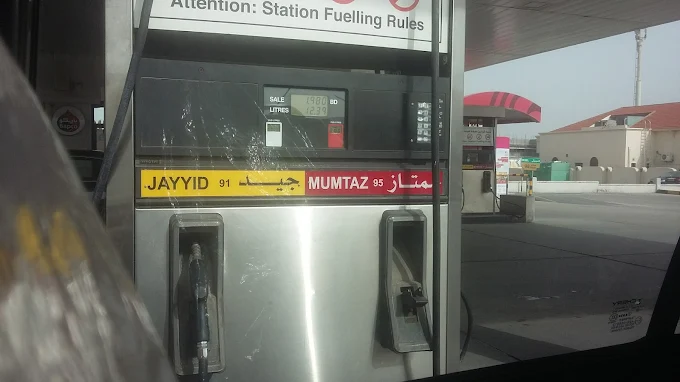 Attention: Station Fuelling Rules
SALE BD
LITRES
JAYYID 91 جيد MUMTAZ 95 ممتاز